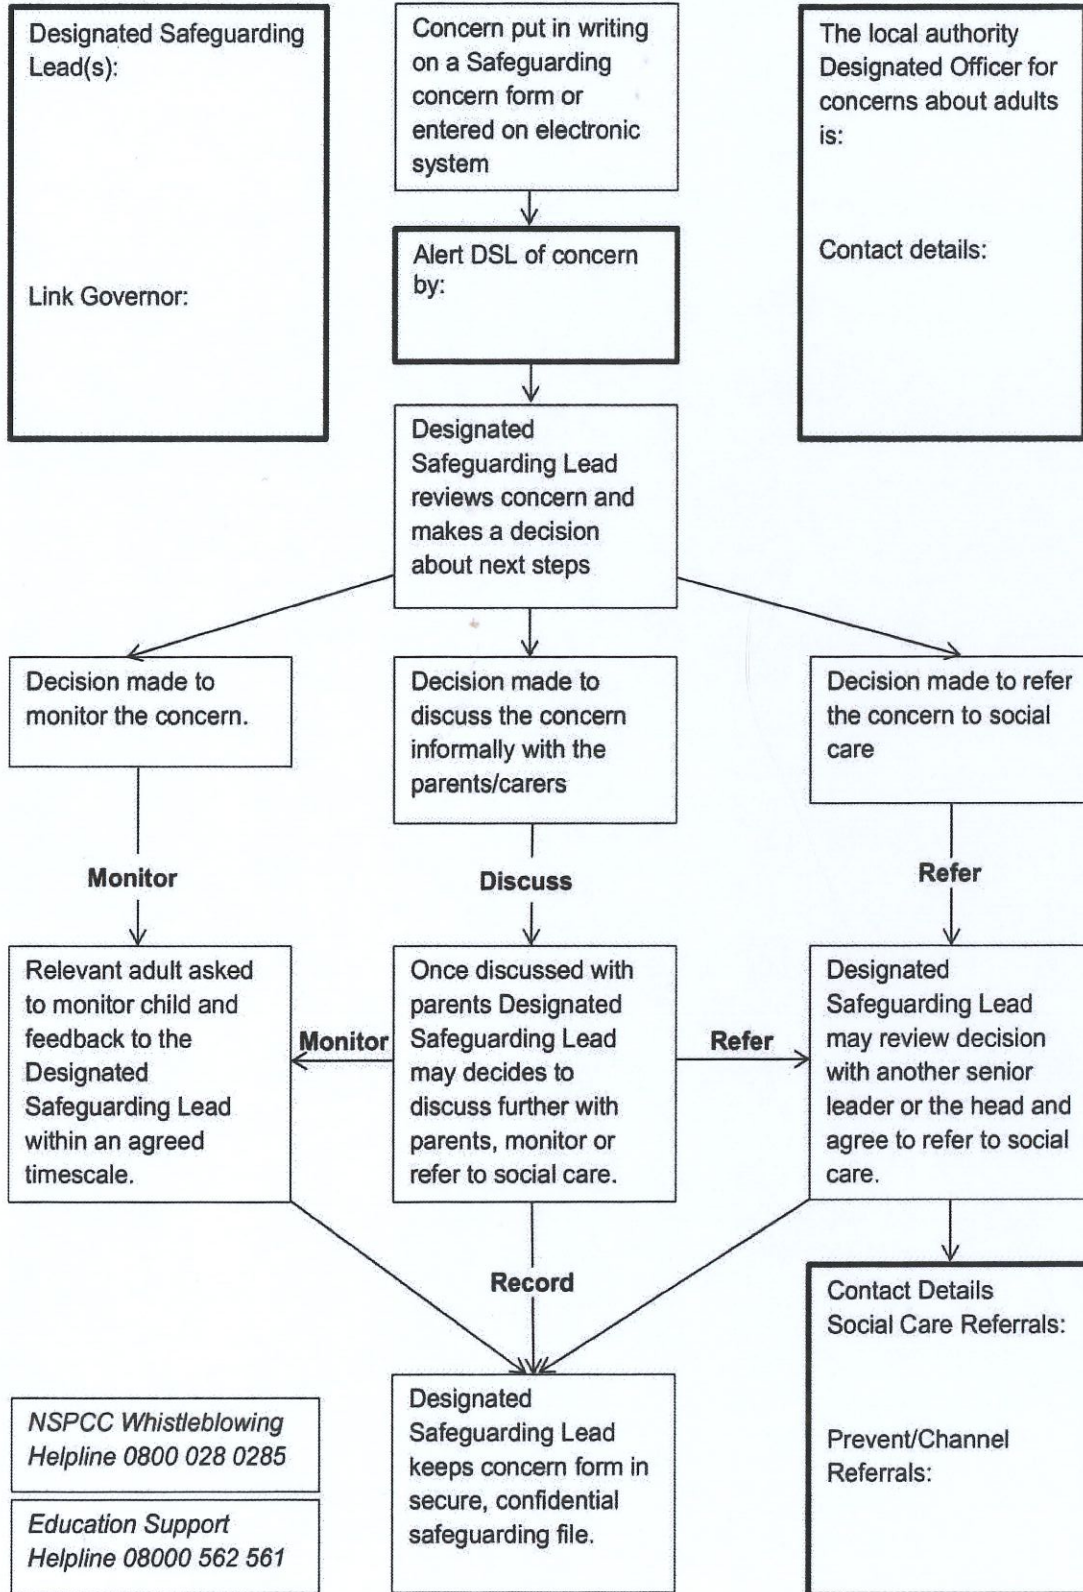 Designated Safeguarding
Lead(s):
Link Governor:
Concern put in writing
on a Safeguarding
concern form or
entered on electronic
system
The local authority
Designated Officer for
concerns about adults
is:
Contact details:
Alert DSL of concern
by:
Designated
Safeguarding Lead
reviews concern and
makes a decision
about next steps
Decision made to
monitor the concern.
Decision made to
discuss the concern
informally with the
parents/carers
Decision made to refer
the concern to social
care
Monitor
Discuss
Refer
Relevant adult asked
to monitor child and
feedback to the
Designated
Safeguarding Lead
within an agreed
timescale.
Monitor
Once discussed with
parents Designated
Safeguarding Lead
may decides to
discuss further with
parents, monitor or
refer to social care.
Refer
Designated
Safeguarding Lead
may review decision
with another senior
leader or the head and
agree to refer to social
care.
Record
Contact Details
Social Care Referrals:
Prevent/Channel
Referrals:
Designated
Safeguarding Lead
keeps concern form in
secure, confidential
safeguarding file.
NSPCC Whistleblowing
Helpline 0800 028 0285
Education Support
Helpline 08000 562 561